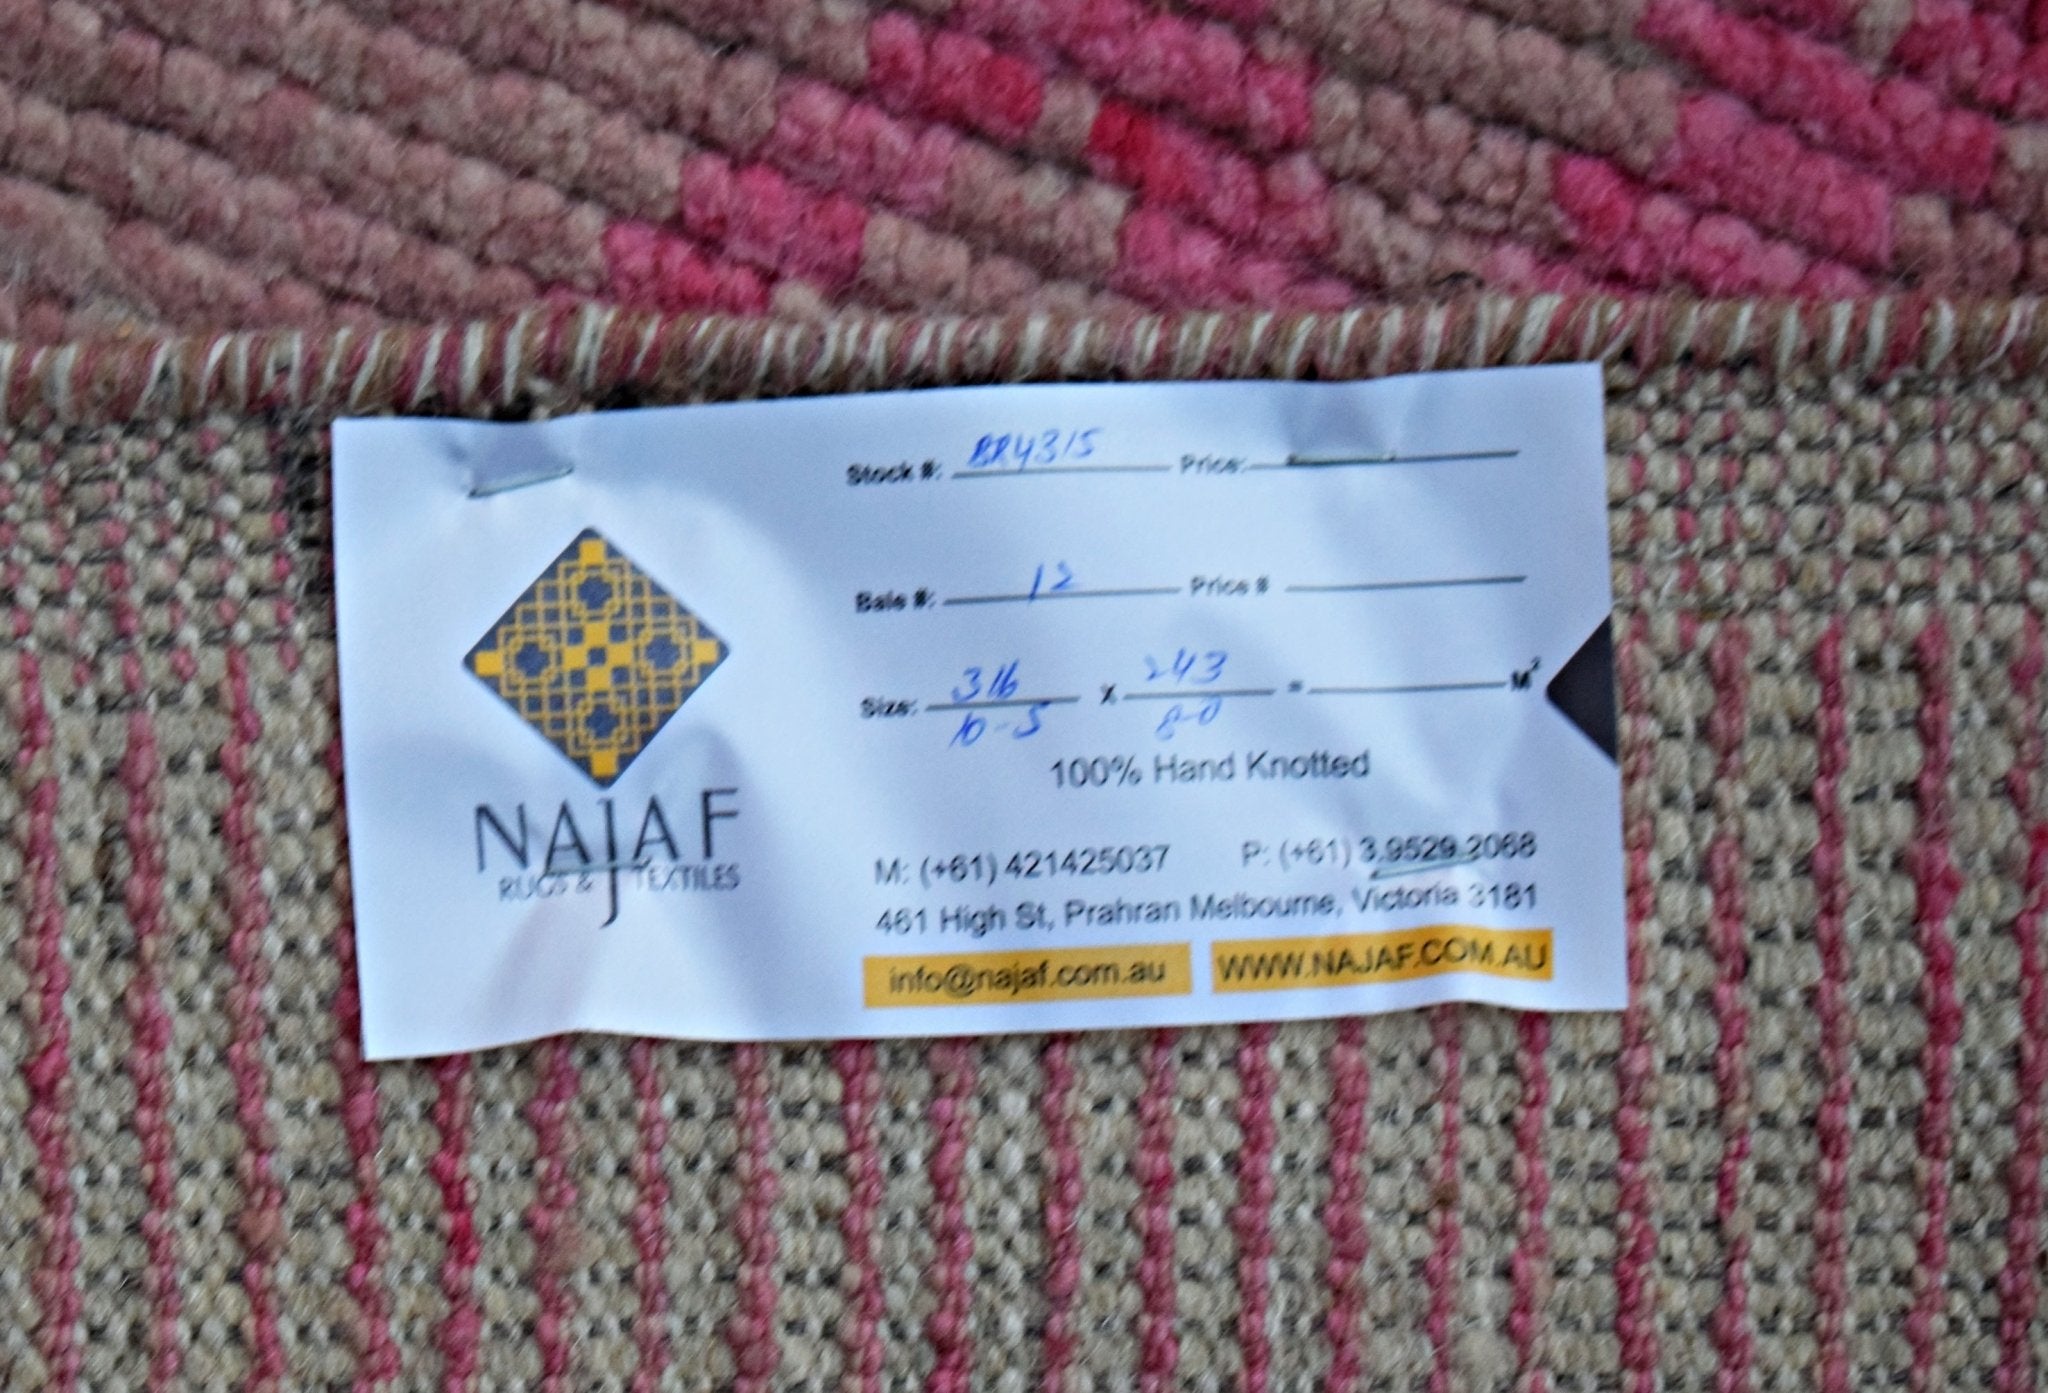 Stock #: BR4315 Price:
Bale #: 12 Price #
Size: 316 X 243 = M²
10-5 8-0
100% Hand Knotted
NAJAF
RUGS & TEXTILES
M: (+61) 421425037 P: (+61) 3.9529.2068
461 High St, Prahran Melbourne, Victoria 3181
info@najaf.com.au WWW.NAJAF.COM.AU